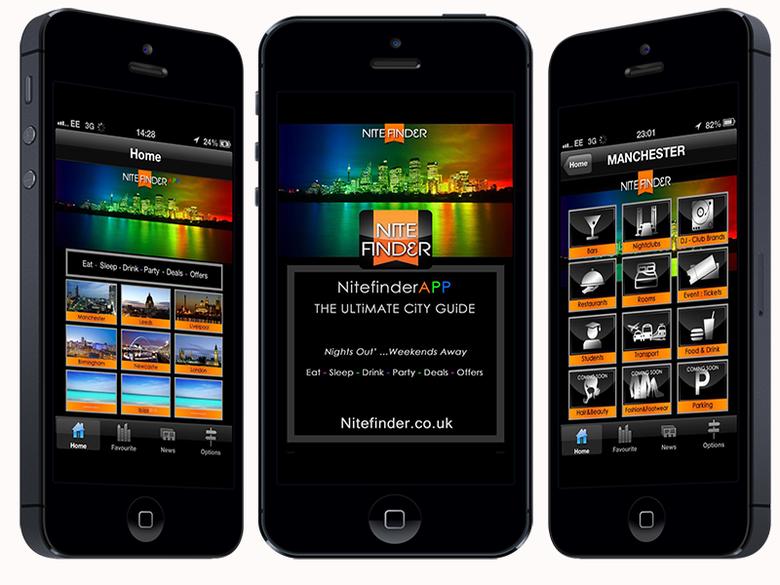 EE 3G 14:28 24%
Home
NITEFINDER APP
Eat - Sleep - Drink - Party - Deals - Offers
Manchester Leeds Liverpool
Birmingham Newcastle London
Ibiza
Home Favourite News Options
NITEFINDER
NITE
FINDER
NitefinderAPP
THE ULTiMATE CiTY GUiDE
Nights Out' ...Weekends Away
Eat - Sleep - Drink - Party - Deals - Offers
Nitefinder.co.uk
EE 3G 23:01 82%
Home MANCHESTER
NITEFINDER
Bars Nightclubs DJ - Club Brands
Restaurants Rooms Event : Tickets
Students Transport Food & Drink
COMING SOON COMING SOON COMING SOON
Hair&Beauty Fashion&Footwear Parking
Home Favourite News Options